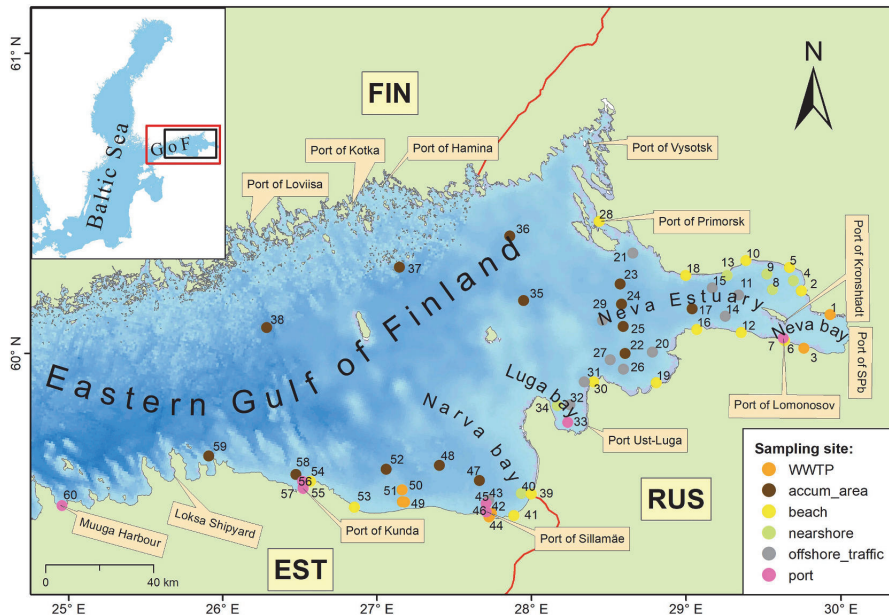 61° N
60° N
Baltic Sea
GoF
FIN
N
Port of Vysotsk
Port of Hamina
Port of Kotka
Port of Loviisa
Port of Primorsk
Port of Kronshtadt
28
36
21
18
13
10
9
5
4
37
23
15
11
8
2
35
24
29
Neva Estuary
17
14
1
38
25
16
12
Neva bay
7
6
3
22
20
27
26
Port of SPb
Eastern Gulf of Finland
31
30
19
Port of Lomonosov
Luga bay
34
32
33
Narva bay
Port Ust-Luga
59
58
54
52
48
47
56
57
55
51
50
49
53
43
45
42
46
44
40
39
41
60
Muuga Harbour
Loksa Shipyard
Port of Kunda
Port of Sillamäe
EST
RUS
Sampling site:
WWTP
accum_area
beach
nearshore
offshore_traffic
port
0 40 km
25° E
26° E
27° E
28° E
29° E
30° E